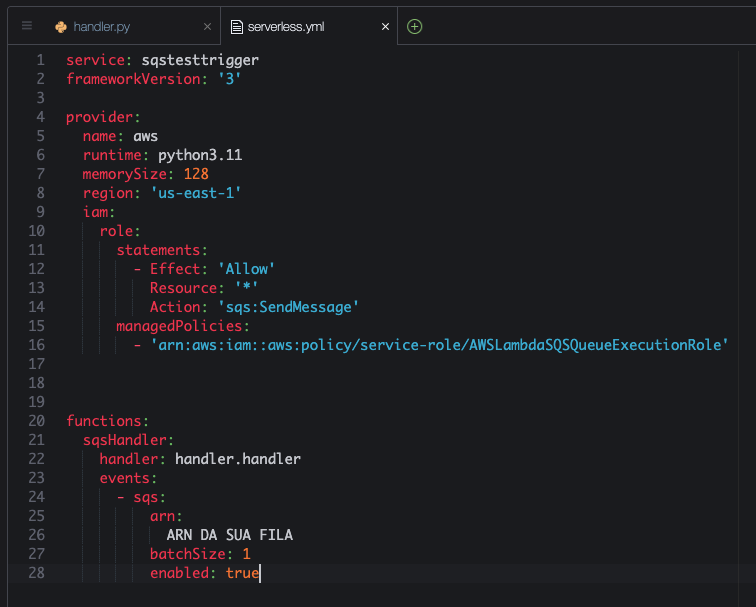 handler.py
serverless.yml
1 service: sqstesttrigger
2 frameworkVersion: '3'
3
4 provider:
5   name: aws
6   runtime: python3.11
7   memorySize: 128
8   region: 'us-east-1'
9   iam:
10     role:
11       statements:
12         - Effect: 'Allow'
13           Resource: '*'
14           Action: 'sqs:SendMessage'
15       managedPolicies:
16         - 'arn:aws:iam::aws:policy/service-role/AWSLambdaSQSQueueExecutionRole'
17
18
19
20 functions:
21   sqsHandler:
22     handler: handler.handler
23     events:
24       - sqs:
25           arn:
26             ARN DA SUA FILA
27           batchSize: 1
28           enabled: true